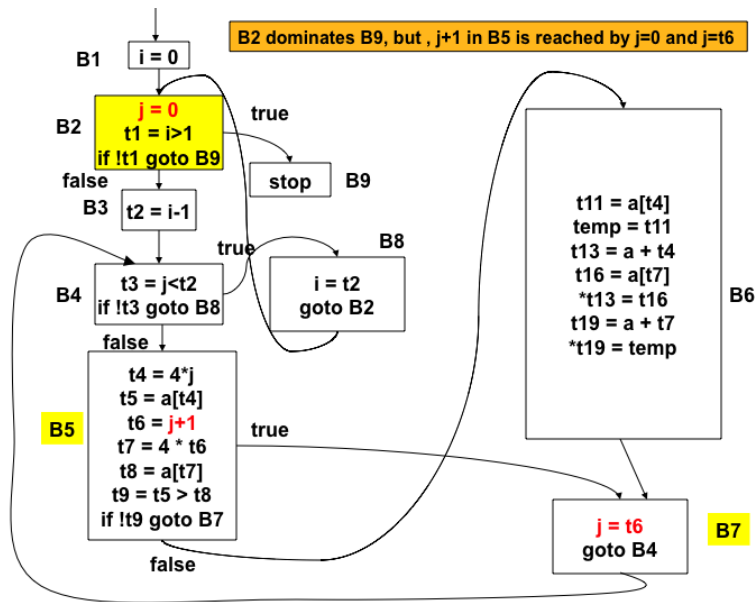 B2 dominates B9, but , j+1 in B5 is reached by j=0 and j=t6
B1
i = 0
B2
j = 0
t1 = i>1
if !t1 goto B9
true
false
stop
B9
B3
t2 = i-1
true
B8
B4
t3 = j<t2
if !t3 goto B8
i = t2
goto B2
false
B5
t4 = 4*j
t5 = a[t4]
t6 = j+1
t7 = 4 * t6
t8 = a[t7]
t9 = t5 > t8
if !t9 goto B7
true
false
t11 = a[t4]
temp = t11
t13 = a + t4
t16 = a[t7]
*t13 = t16
t19 = a + t7
*t19 = temp
B6
j = t6
goto B4
B7